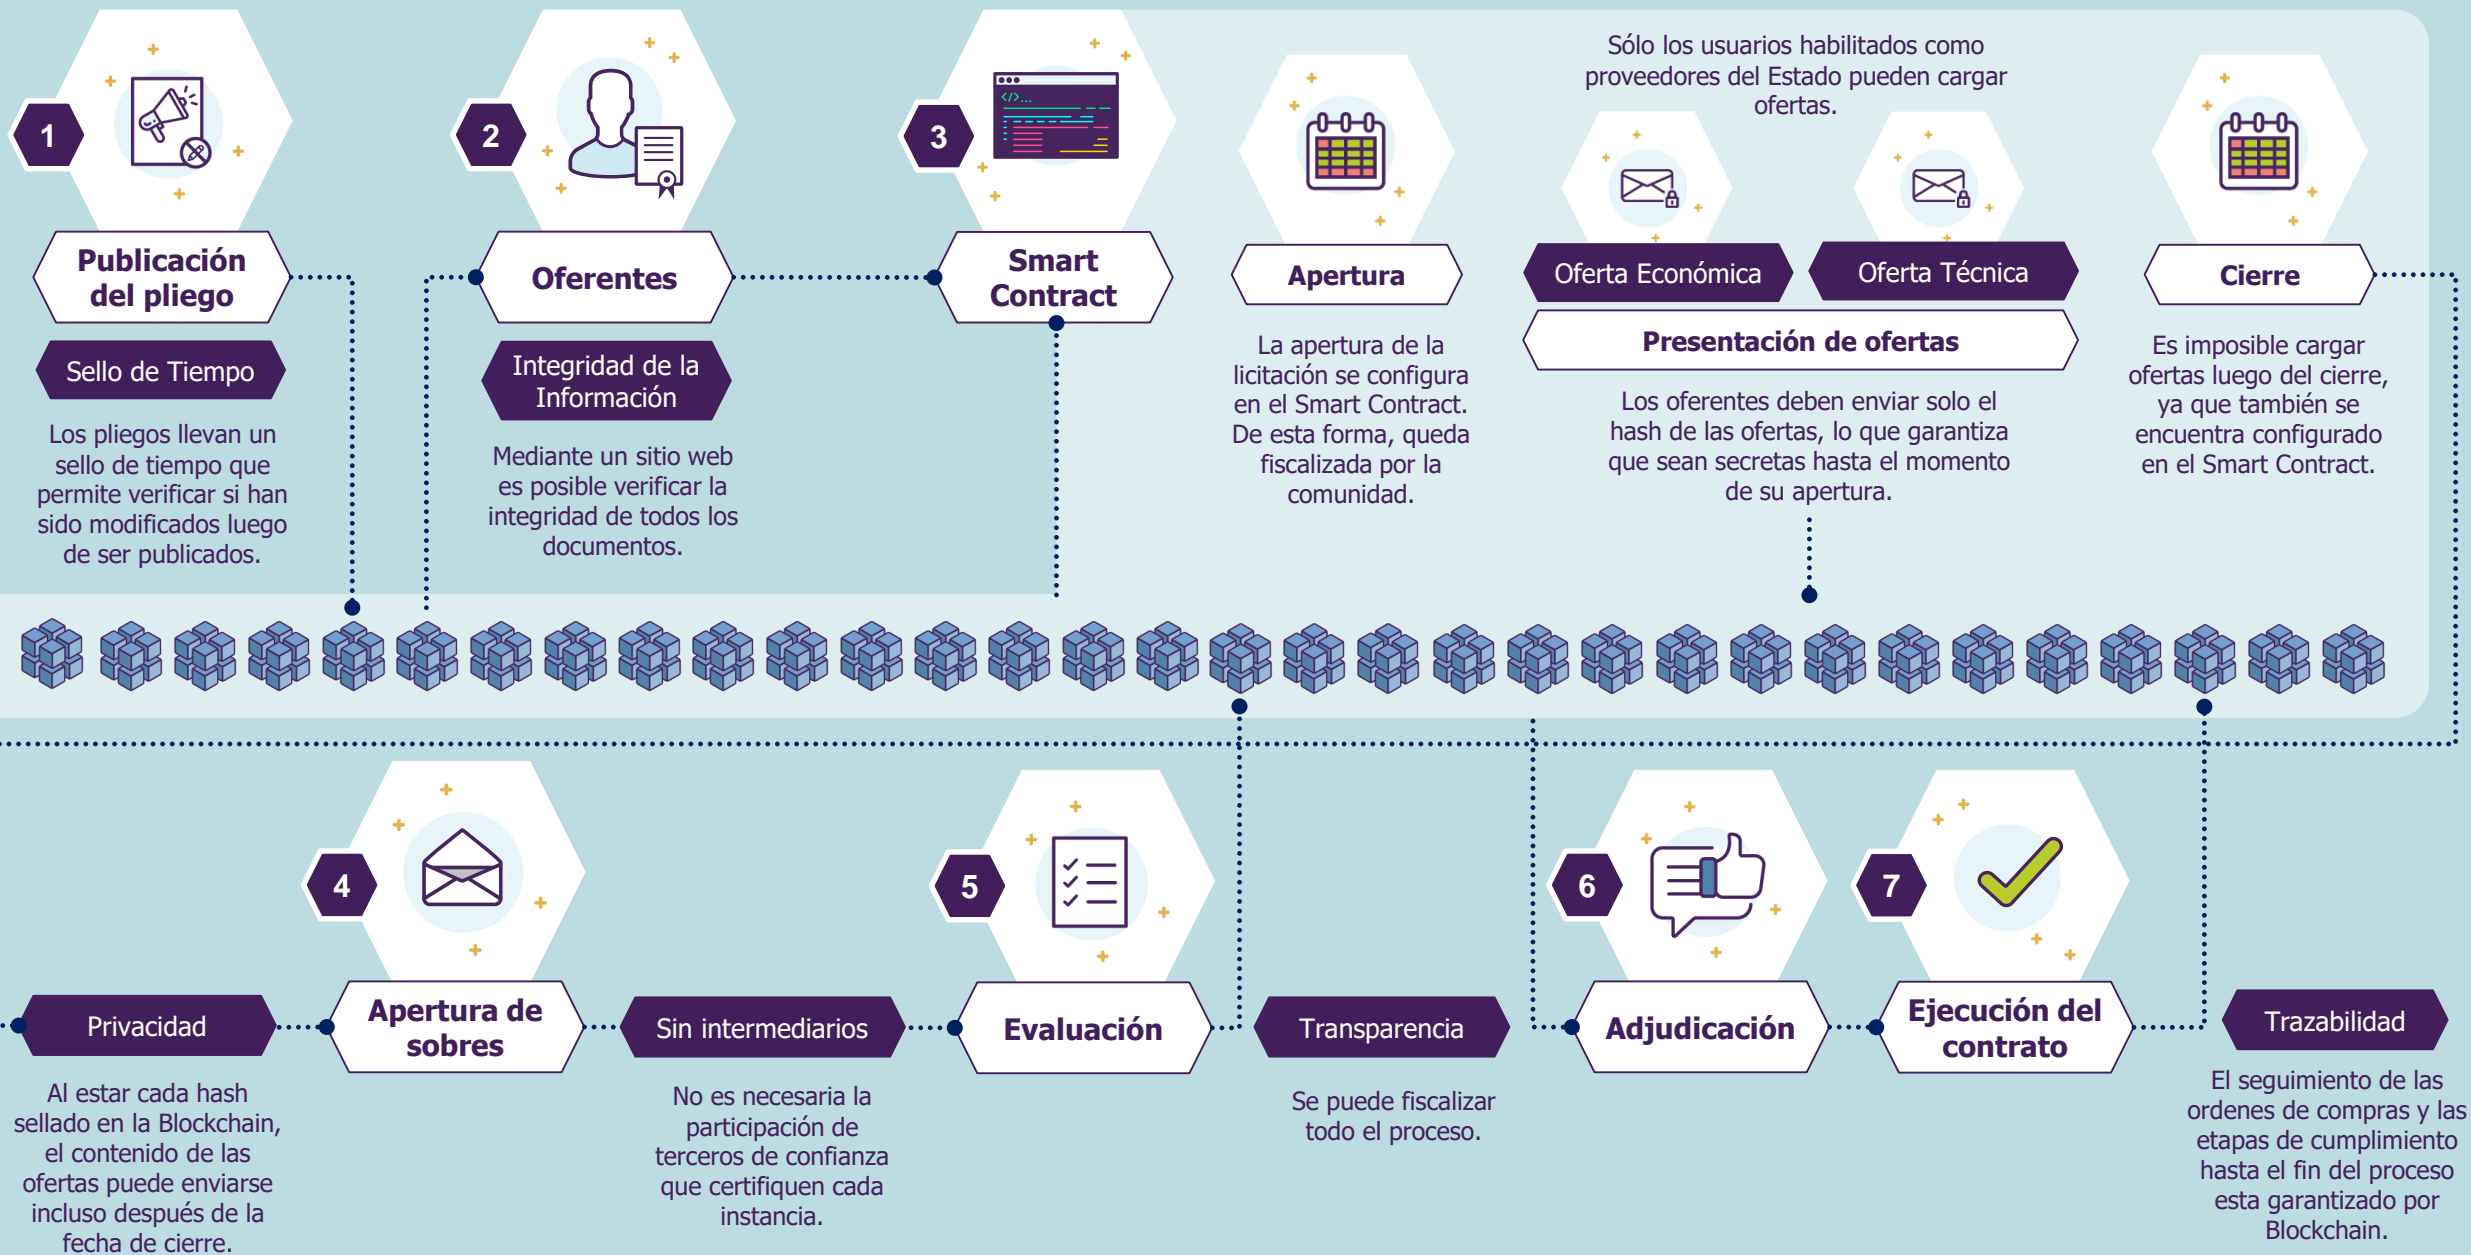 1
Publicación
del pliego
Sello de Tiempo
Los pliegos llevan un
sello de tiempo que
permite verificar si han
sido modificados luego
de ser publicados.
2
Oferentes
Integridad de la
Información
Mediante un sitio web
es posible verificar la
integridad de todos los
documentos.
3
</>...
Smart
Contract
Apertura
La apertura de la
licitación se configura
en el Smart Contract.
De esta forma, queda
fiscalizada por la
comunidad.
Sólo los usuarios habilitados como
proveedores del Estado pueden cargar
ofertas.
Oferta Económica
Oferta Técnica
Presentación de ofertas
Los oferentes deben enviar solo el
hash de las ofertas, lo que garantiza
que sean secretas hasta el momento
de su apertura.
Cierre
Es imposible cargar
ofertas luego del cierre,
ya que también se
encuentra configurado
en el Smart Contract.
Privacidad
Al estar cada hash
sellado en la Blockchain,
el contenido de las
ofertas puede enviarse
incluso después de la
fecha de cierre.
4
Apertura de
sobres
Sin intermediarios
No es necesaria la
participación de
terceros de confianza
que certifiquen cada
instancia.
5
Evaluación
Transparencia
Se puede fiscalizar
todo el proceso.
6
Adjudicación
7
Ejecución del
contrato
Trazabilidad
El seguimiento de las
ordenes de compras y las
etapas de cumplimiento
hasta el fin del proceso
esta garantizado por
Blockchain.